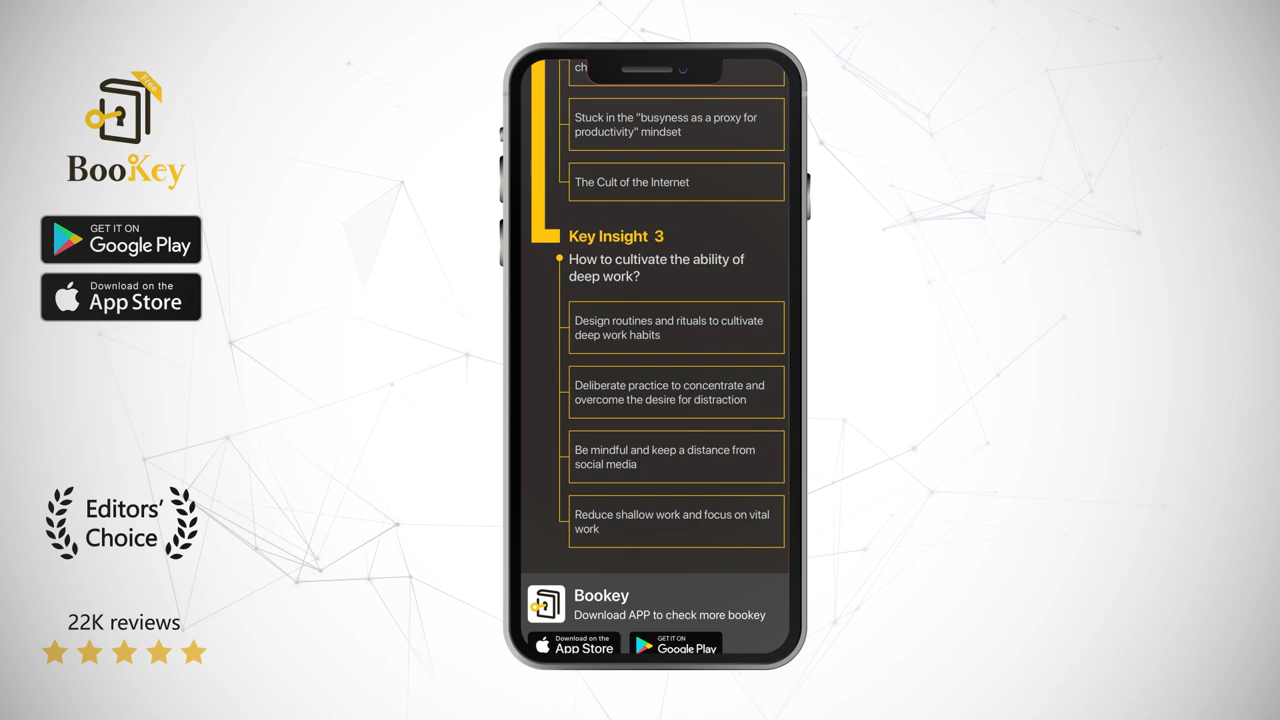 Free
BooKey
GET IT ON
Google Play
Download on the
App Store
Editors’
Choice
22K reviews
ch
Stuck in the "busyness as a proxy for
productivity" mindset
The Cult of the Internet
Key Insight 3
How to cultivate the ability of
deep work?
Design routines and rituals to cultivate
deep work habits
Deliberate practice to concentrate and
overcome the desire for distraction
Be mindful and keep a distance from
social media
Reduce shallow work and focus on vital
work
Bookey
Download APP to check more bookey
Download on the
App Store
GET IT ON
Google Play